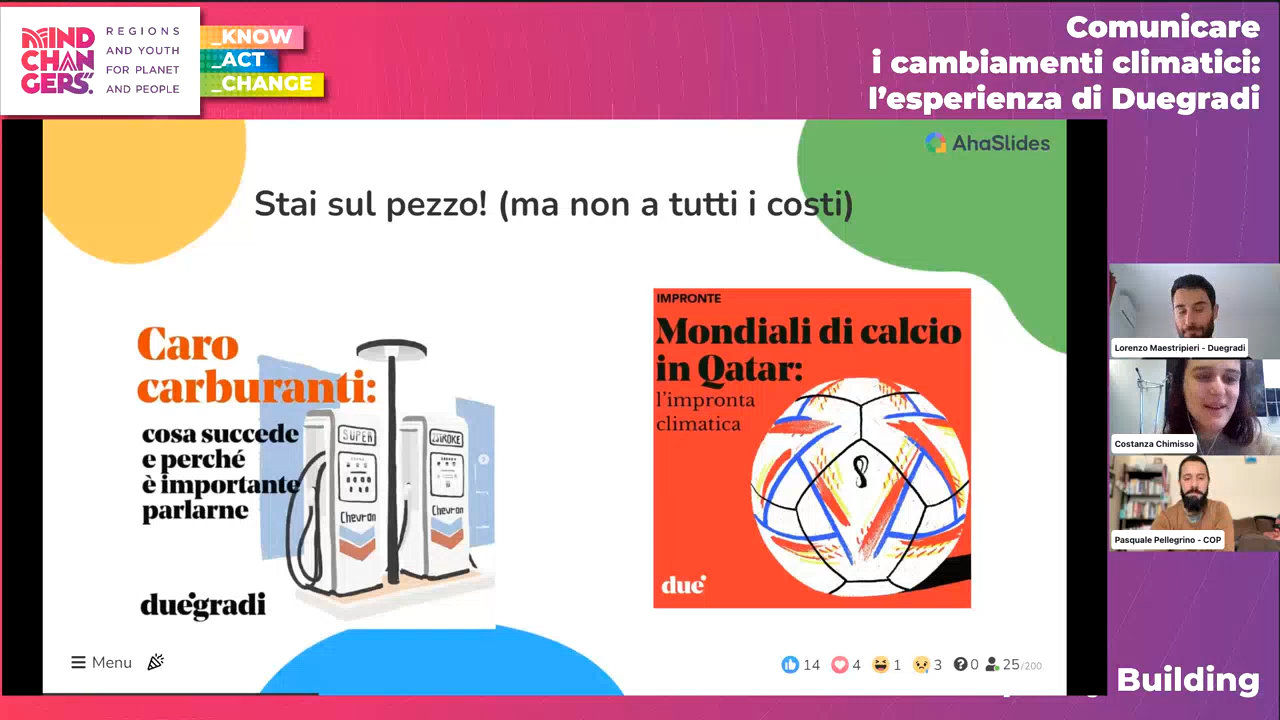 MIND
CHAN
GERS
REGIONS
AND YOUTH
FOR PLANET
AND PEOPLE
_KNOW
_ACT
_CHANGE
Comunicare
i cambiamenti climatici:
l'esperienza di Duegradi
AhaSlides
Stai sul pezzo! (ma non a tutti i costi)
Caro
carburanti:
cosa succede
e perché
è importante
parlarne
SUPER
Chevron
Chevron
duegradi
IMPRONTE
Mondiali di calcio
in Qatar:
l'impronta
climatica
due
Lorenzo Maestripieri - Duegradi
Costanza Chimisso
Pasquale Pellegrino - COP
Menu
14
4
1
3
0
25/200
Building